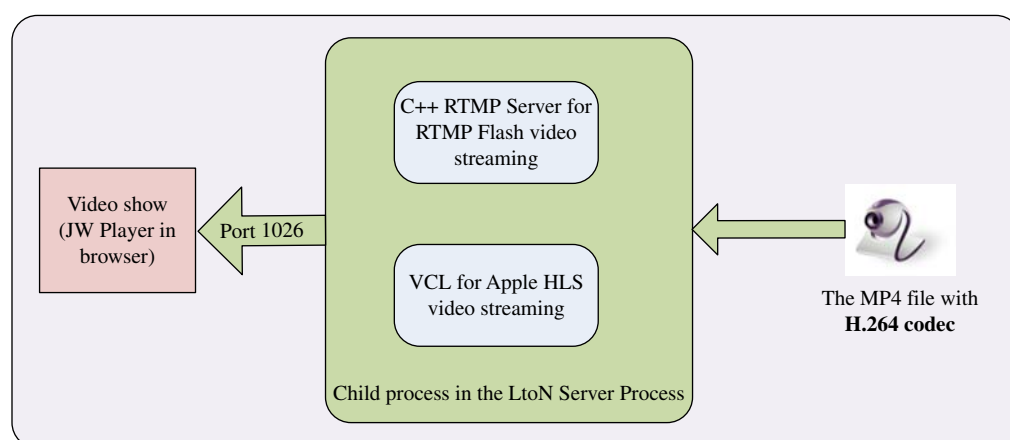 C++ RTMP Server for
RTMP Flash video
streaming
Video show
(JW Player in
browser)
Port 1026
VCL for Apple HLS
video streaming
The MP4 file with
H.264 codec
Child process in the LtoN Server Process